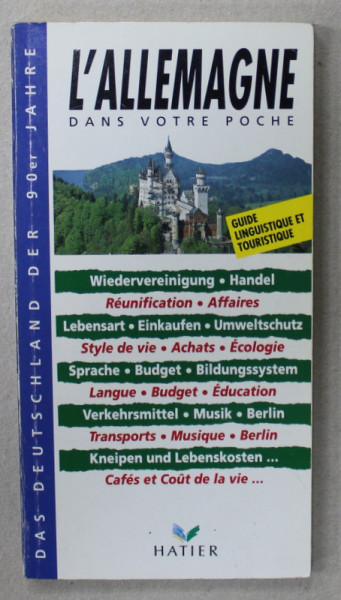 DAS DEUTSCHLAND DER 90er JAHRE
L'ALLEMAGNE
DANS VOTRE POCHE
GUIDE
LINGUISTIQUE ET
TOURISTIQUE
Wiedervereinigung • Handel
Réunification • Affaires
Lebensart • Einkaufen • Umweltschutz
Style de vie • Achats • Écologie
Sprache • Budget • Bildungssystem
Langue • Budget • Éducation
Verkehrsmittel • Musik • Berlin
Transports • Musique • Berlin
Kneipen und Lebenskosten ...
Cafés et Coût de la vie ...
HATIER